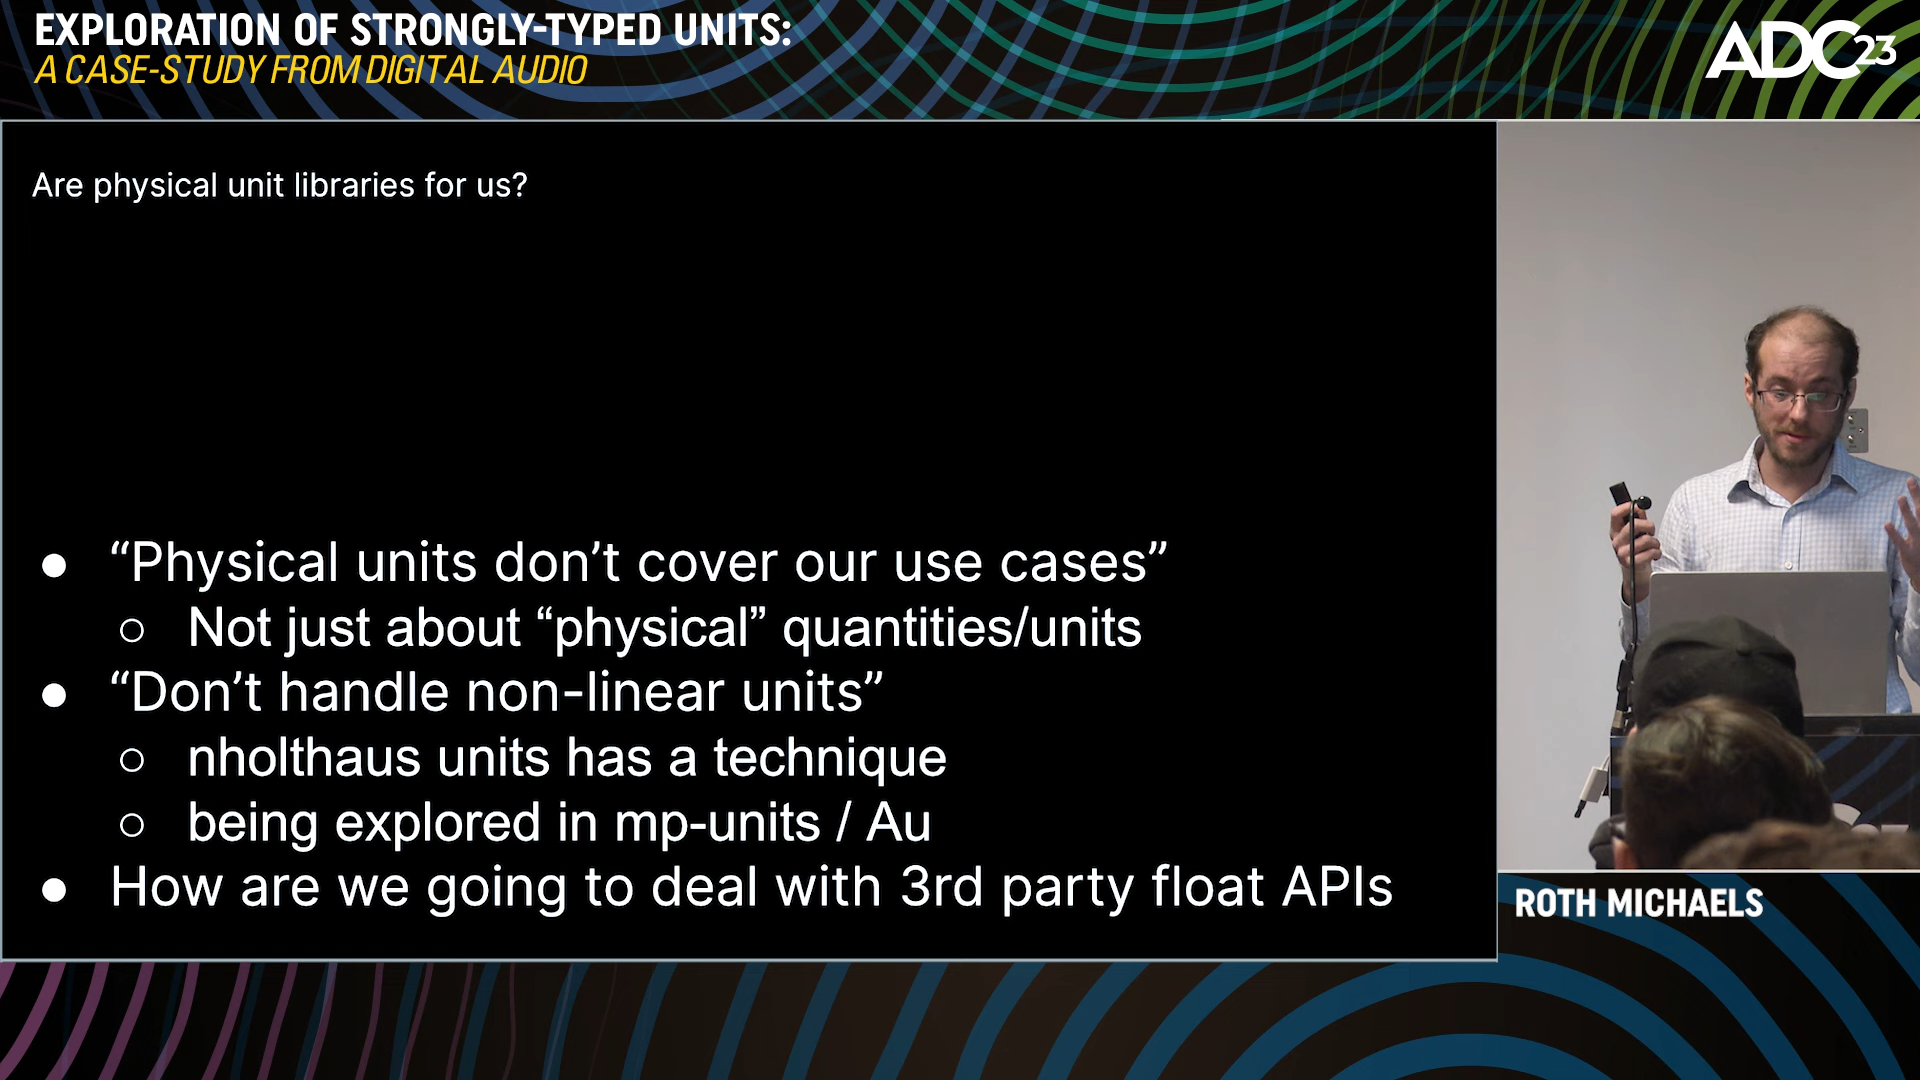 EXPLORATION OF STRONGLY-TYPED UNITS:
A CASE-STUDY FROM DIGITAL AUDIO
ADC23
Are physical unit libraries for us?
● “Physical units don’t cover our use cases”
○ Not just about “physical” quantities/units
● “Don’t handle non-linear units”
○ nholthaus units has a technique
○ being explored in mp-units / Au
● How are we going to deal with 3rd party float APIs
ROTH MICHAELS